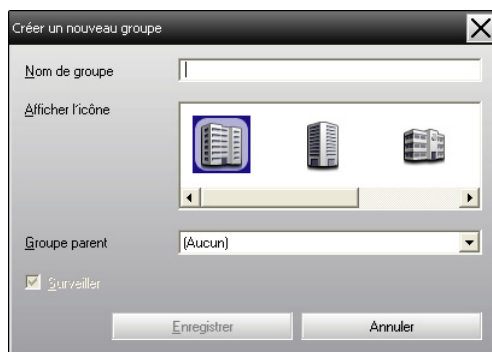 Créer un nouveau groupe
Nom de groupe
Afficher l'icône
Groupe parent
(Aucun)
Surveiller
Enregistrer
Annuler